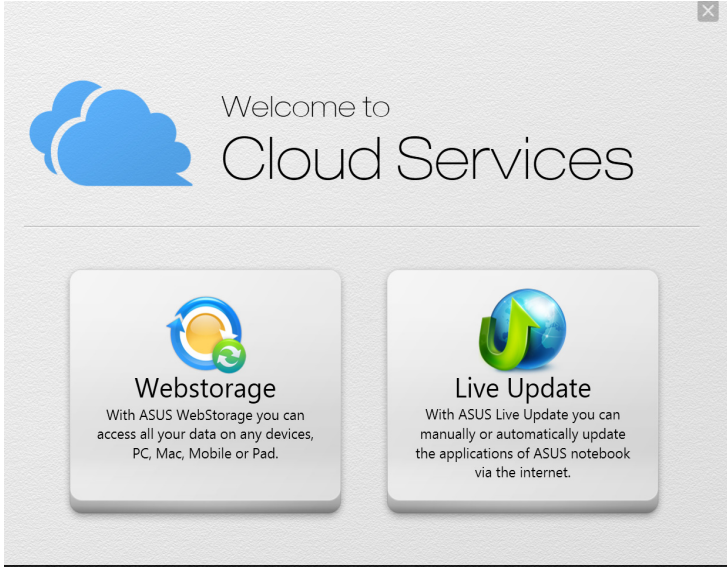 Welcome to
Cloud Services
Webstorage
With ASUS WebStorage you can
access all your data on any devices,
PC, Mac, Mobile or Pad.
Live Update
With ASUS Live Update you can
manually or automatically update
the applications of ASUS notebook
via the internet.